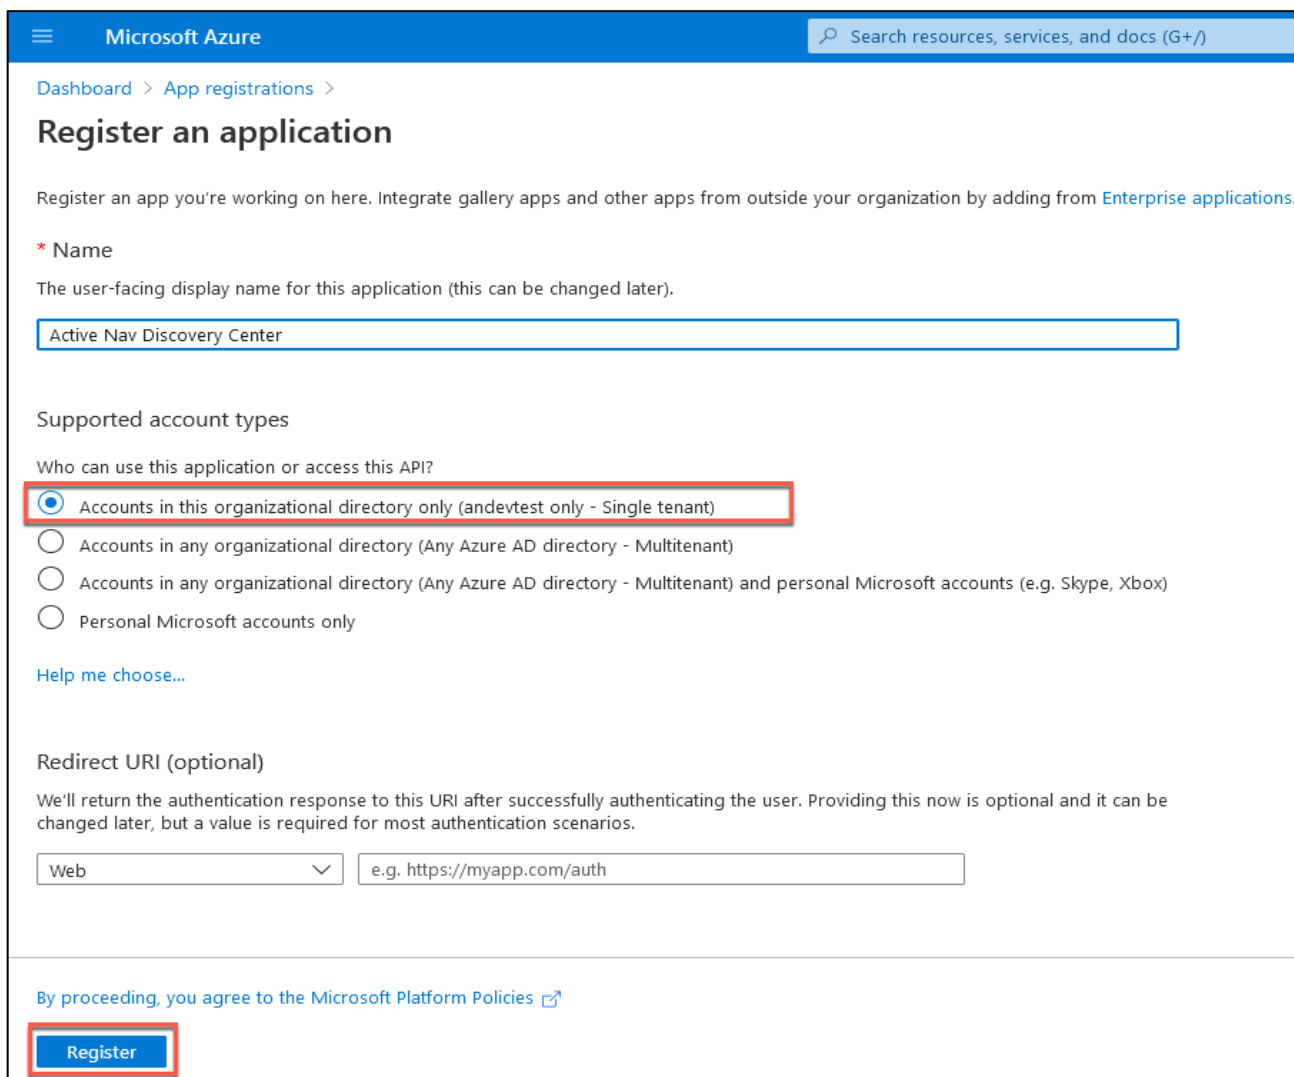 Microsoft Azure
Search resources, services, and docs (G+/)
Dashboard > App registrations >
Register an application
Register an app you're working on here. Integrate gallery apps and other apps from outside your organization by adding from Enterprise applications.
* Name
The user-facing display name for this application (this can be changed later).
Active Nav Discovery Center
Supported account types
Who can use this application or access this API?
Accounts in this organizational directory only (andevtest only - Single tenant)
Accounts in any organizational directory (Any Azure AD directory - Multitenant)
Accounts in any organizational directory (Any Azure AD directory - Multitenant) and personal Microsoft accounts (e.g. Skype, Xbox)
Personal Microsoft accounts only
Help me choose...
Redirect URI (optional)
We'll return the authentication response to this URI after successfully authenticating the user. Providing this now is optional and it can be
changed later, but a value is required for most authentication scenarios.
Web
e.g. https://myapp.com/auth
By proceeding, you agree to the Microsoft Platform Policies
Register